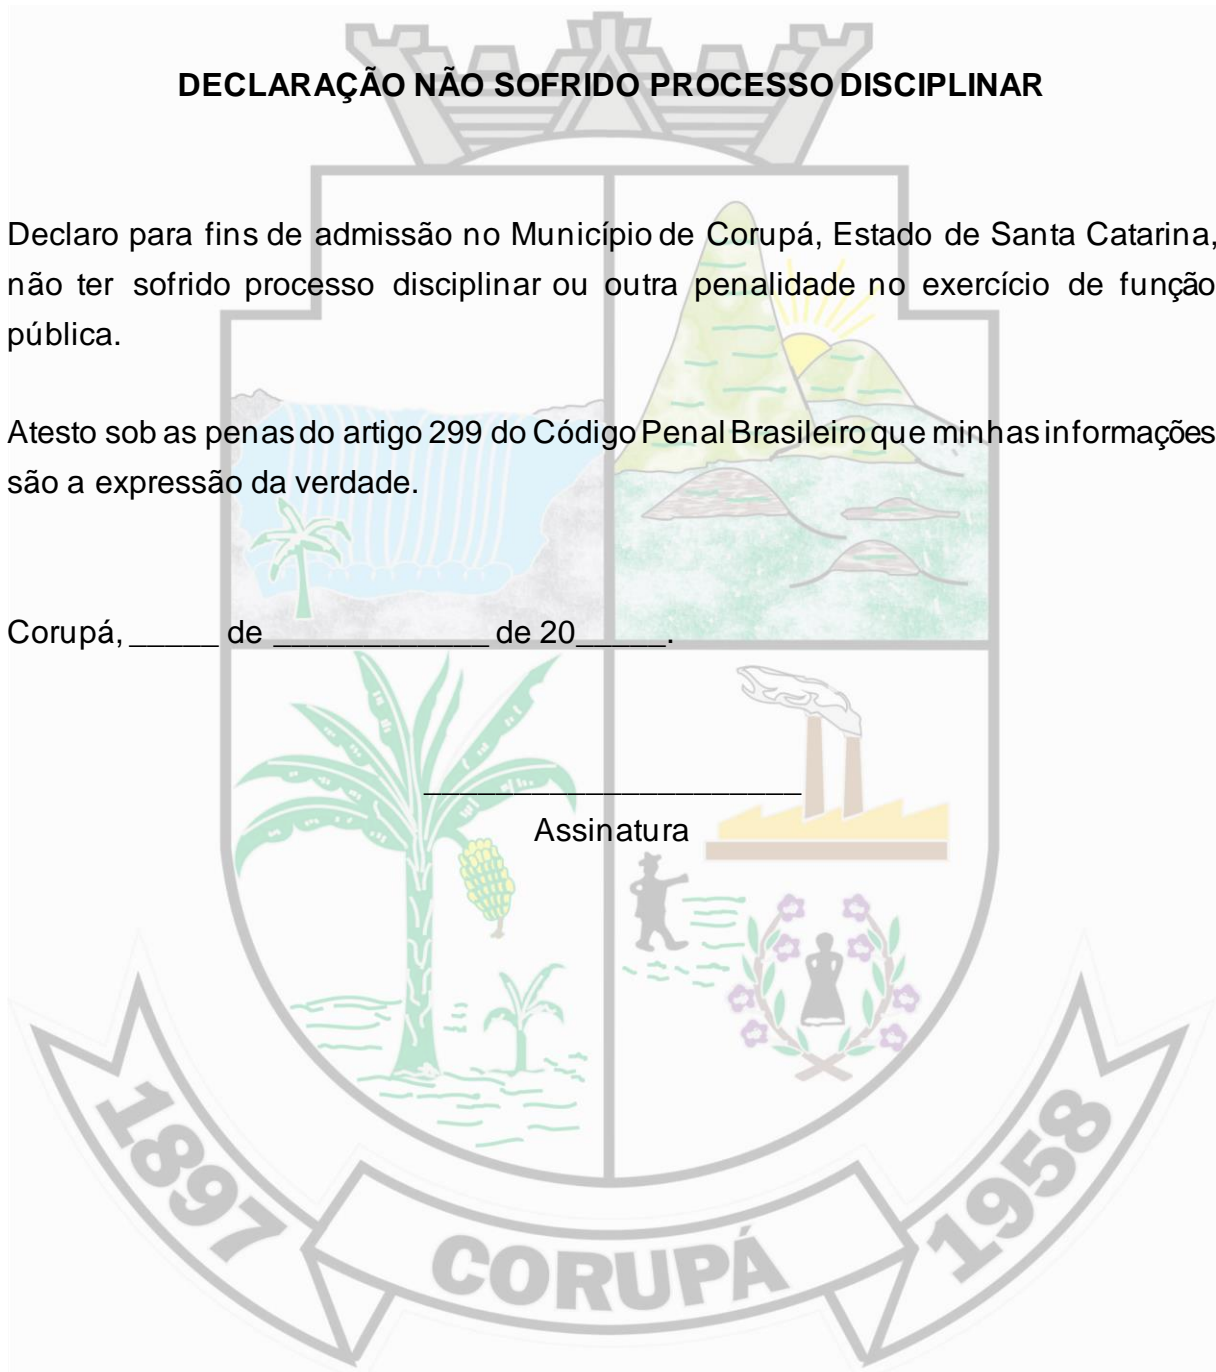 DECLARAÇÃO NÃO SOFRIDO PROCESSO DISCIPLINAR
Declaro para fins de admissão no Município de Corupá, Estado de Santa Catarina,
não ter sofrido processo disciplinar ou outra penalidade no exercício de função
pública.
Atesto sob as penas do artigo 299 do Código Penal Brasileiro que minhas informações
são a expressão da verdade.
Corupá, _____ de ____________ de 20_____.
_____________________
Assinatura
1897
CORUPÁ
1958